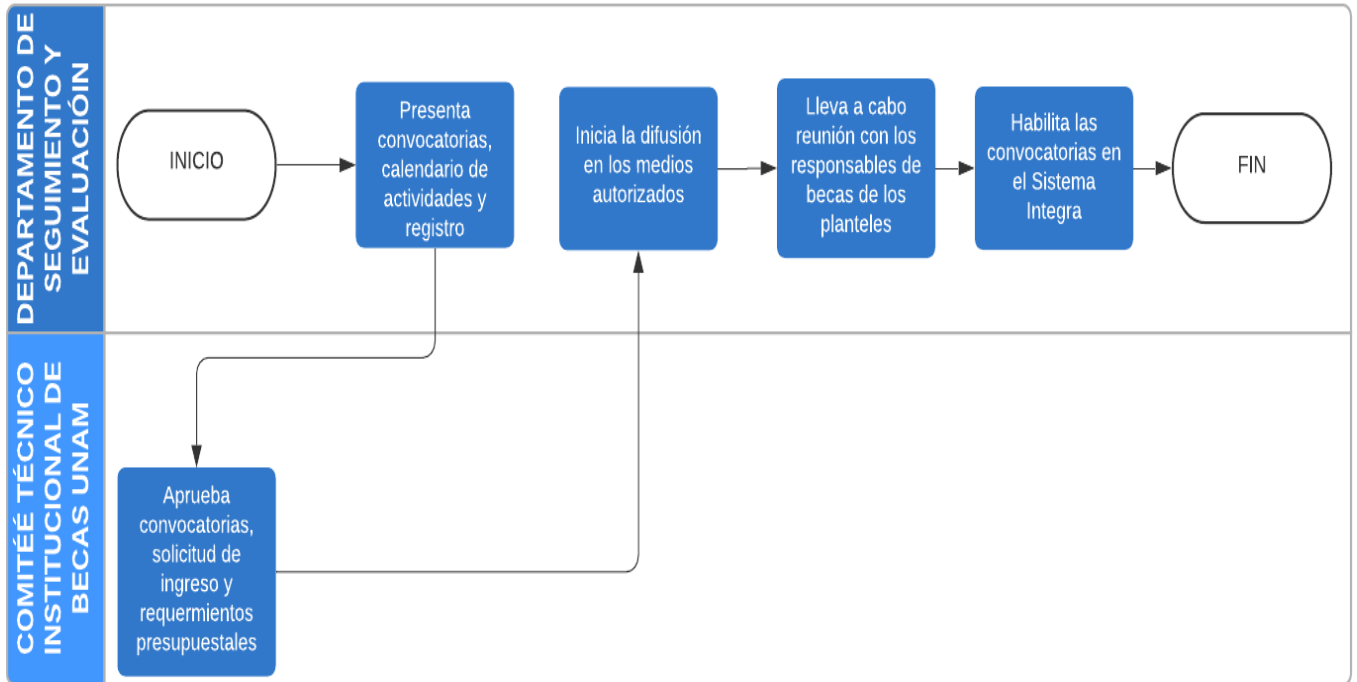 DEPARTAMENTO DE
SEGUIMIENTO Y
EVALUACIÓIN
INICIO
Presenta
convocatorias,
calendario de
actividades y
registro
Inicia la difusión
en los medios
autorizados
Lleva a cabo
reunión con los
responsables de
becas de los
planteles
Habilita las
convocatorias en
el Sistema
Integra
FIN
COMITÉÉ TÉCNICO
INSTITUCIONAL DE
BECAS UNAM
Aprueba
convocatorias,
solicitud de
ingreso y
requermientos
presupuestales